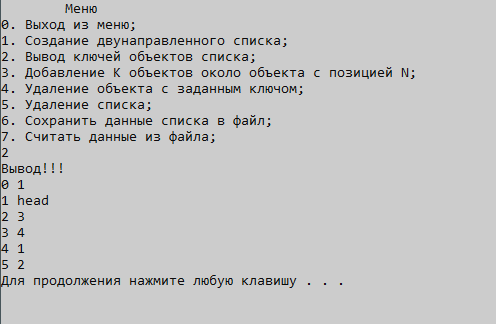 Меню
0. Выход из меню;
1. Создание двунаправленного списка;
2. Вывод ключей объектов списка;
3. Добавление К объектов около объекта с позицией N;
4. Удаление объекта с заданным ключом;
5. Удаление списка;
6. Сохранить данные списка в файл;
7. Считать данные из файла;
2
Вывод!!!
0 1
1 head
2 3
3 4
4 1
5 2
Для продолжения нажмите любую клавишу . . .